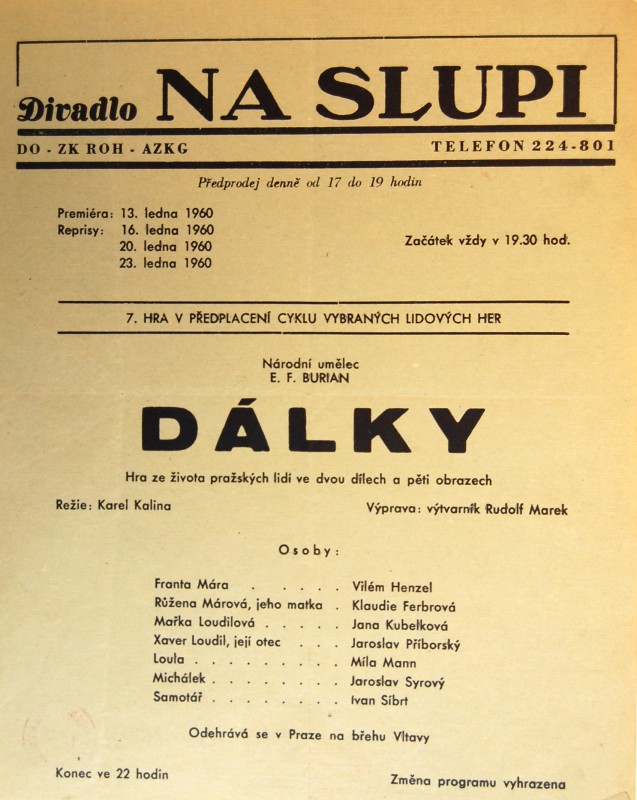 Divadlo NA SLUPI
DO - ZK ROH - AZKG TELEFON 224-801
Předprodej denně od 17 do 19 hodin
Premiéra: 13. ledna 1960
Reprisy: 16. ledna 1960
20. ledna 1960
23. ledna 1960
Začátek vždy v 19.30 hod.
7. HRA V PŘEDPLACENÍ CYKLU VYBRANÝCH LIDOVÝCH HER
Národní umělec
E. F. BURIAN
DÁLKY
Hra ze života pražských lidí ve dvou dílech a pěti obrazech
Režie: Karel Kalina Výprava: výtvarník Rudolf Marek
Osoby:
Franta Mára . . . . . Vilém Henzel
Růžena Márová, jeho matka . Klaudie Ferbrová
Mařka Loudilová . . . . . Jana Kubelková
Xaver Loudil, její otec . . . Jaroslav Příborský
Loula . . . . . . . . . Míla Mann
Michálek . . . . . . . . Jaroslav Syrový
Samotář . . . . . . . . Ivan Síbrt
Odehrává se v Praze na břehu Vltavy
Konec ve 22 hodin Změna programu vyhrazena